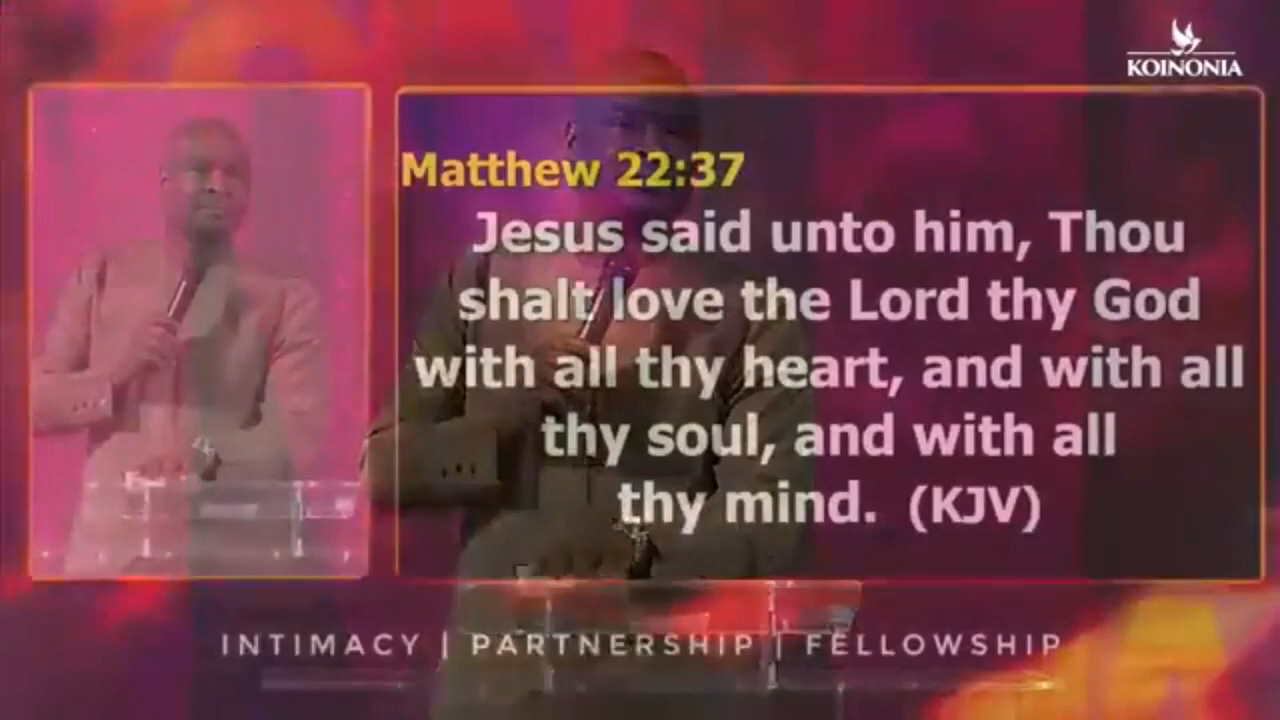 KOINONIA
Matthew 22:37
Jesus said unto him, Thou
shalt love the Lord thy God
with all thy heart, and with all
thy soul, and with all
thy mind.  (KJV)
INTIMACY | PARTNERSHIP | FELLOWSHIP